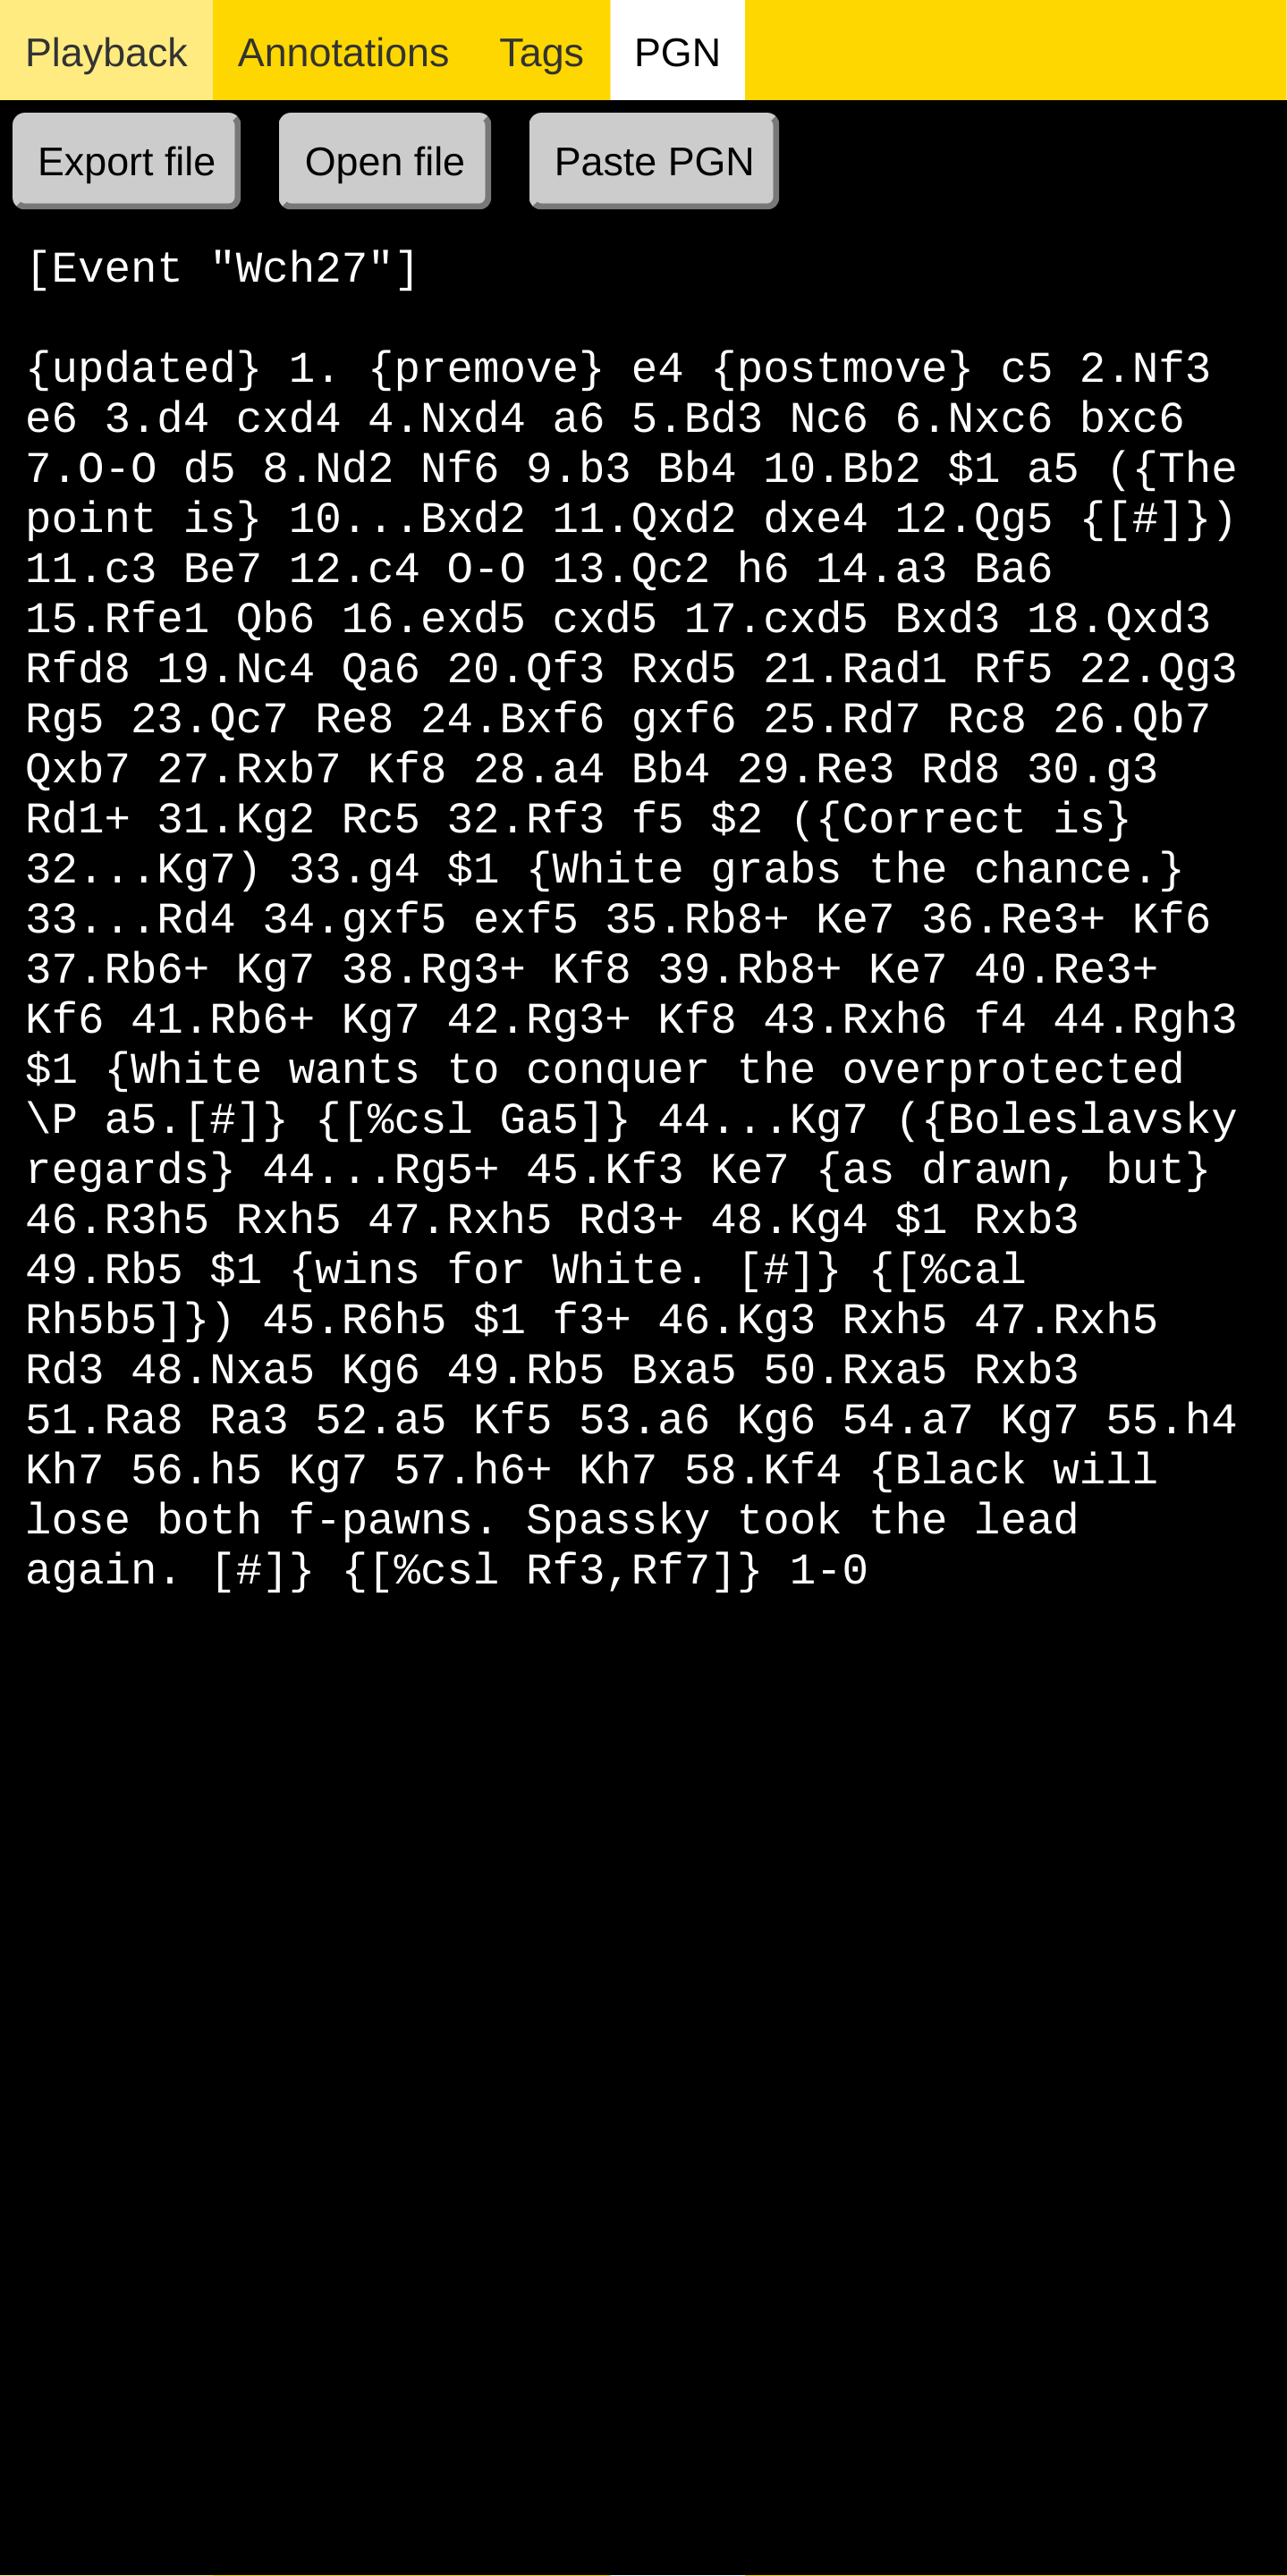 Playback Annotations Tags PGN
Export file Open file Paste PGN
[Event "Wch27"]
{updated} 1. {premove} e4 {postmove} c5 2.Nf3
e6 3.d4 cxd4 4.Nxd4 a6 5.Bd3 Nc6 6.Nxc6 bxc6
7.O-O d5 8.Nd2 Nf6 9.b3 Bb4 10.Bb2 $1 a5 ({The
point is} 10...Bxd2 11.Qxd2 dxe4 12.Qg5 {[#]})
11.c3 Be7 12.c4 O-O 13.Qc2 h6 14.a3 Ba6
15.Rfe1 Qb6 16.exd5 cxd5 17.cxd5 Bxd3 18.Qxd3
Rfd8 19.Nc4 Qa6 20.Qf3 Rxd5 21.Rad1 Rf5 22.Qg3
Rg5 23.Qc7 Re8 24.Bxf6 gxf6 25.Rd7 Rc8 26.Qb7
Qxb7 27.Rxb7 Kf8 28.a4 Bb4 29.Re3 Rd8 30.g3
Rd1+ 31.Kg2 Rc5 32.Rf3 f5 $2 ({Correct is}
32...Kg7) 33.g4 $1 {White grabs the chance.}
33...Rd4 34.gxf5 exf5 35.Rb8+ Ke7 36.Re3+ Kf6
37.Rb6+ Kg7 38.Rg3+ Kf8 39.Rb8+ Ke7 40.Re3+
Kf6 41.Rb6+ Kg7 42.Rg3+ Kf8 43.Rxh6 f4 44.Rgh3
$1 {White wants to conquer the overprotected
\P a5.[#]} {[%csl Ga5]} 44...Kg7 ({Boleslavsky
regards} 44...Rg5+ 45.Kf3 Ke7 {as drawn, but}
46.R3h5 Rxh5 47.Rxh5 Rd3+ 48.Kg4 $1 Rxb3
49.Rb5 $1 {wins for White. [#]} {[%cal
Rh5b5]}) 45.R6h5 $1 f3+ 46.Kg3 Rxh5 47.Rxh5
Rd3 48.Nxa5 Kg6 49.Rb5 Bxa5 50.Rxa5 Rxb3
51.Ra8 Ra3 52.a5 Kf5 53.a6 Kg6 54.a7 Kg7 55.h4
Kh7 56.h5 Kg7 57.h6+ Kh7 58.Kf4 {Black will
lose both f-pawns. Spassky took the lead
again. [#]} {[%csl Rf3,Rf7]} 1-0